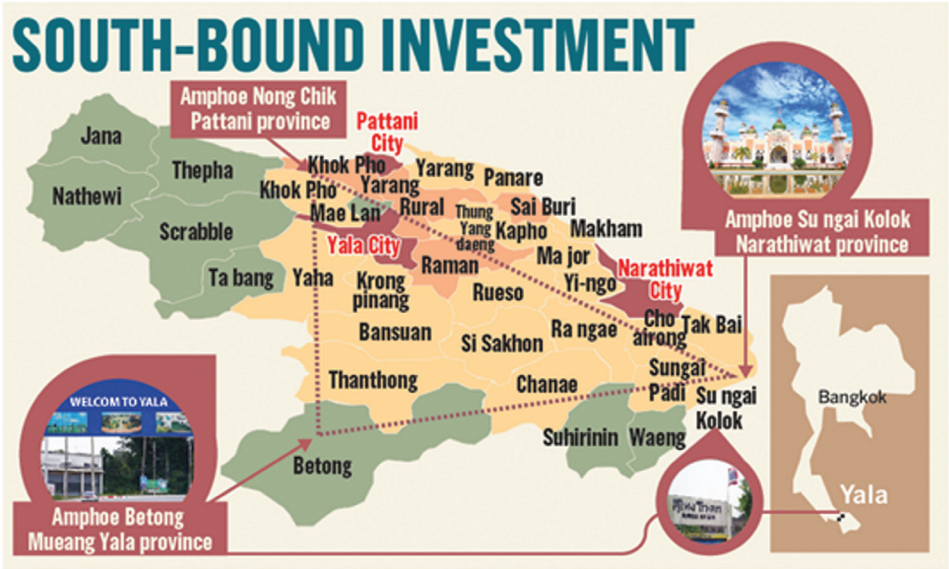 SOUTH-BOUND INVESTMENT
Amphoe Nong Chik
Pattani province
Pattani
City
Jana
Thepha
Khok Pho
Yarang
Panare
Nathewi
Khok Pho
Yarang
Mae Lan
Rural
Thung
Yang
daeng
Sai Buri
Kapho
Makham
Scrabble
Yala City
Raman
Ma jor
Amphoe Su ngai Kolok
Narathiwat province
Ta bang
Yaha
Krong
pinang
Rueso
Yi-ngo
Narathiwat
City
Bansuan
Si Sakhon
Ra ngae
Cho
airong
Tak Bai
Thanthong
Chanae
Sungai
Padi
Su ngai
Kolok
Betong
Suhirinin
Waeng
WELCOM TO YALA
Amphoe Betong
Mueang Yala province
Bangkok
Yala